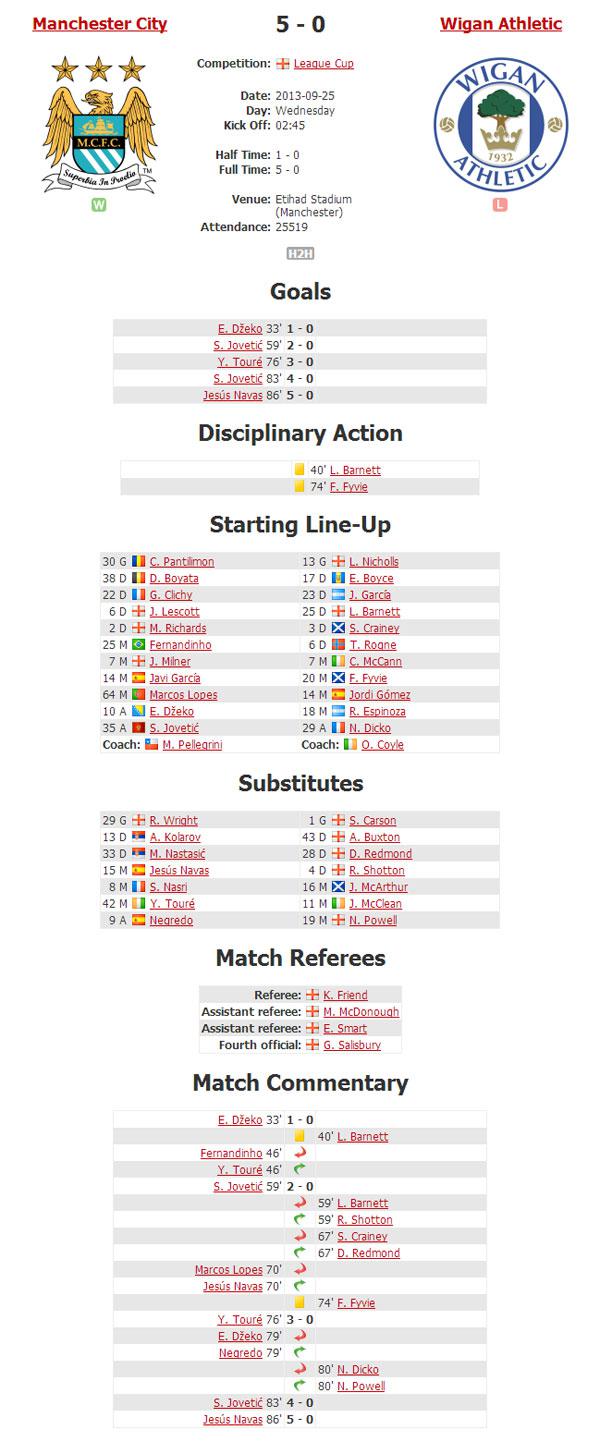 Manchester City 5 - 0 Wigan Athletic
Competition: League Cup
Date: 2013-09-25
Day: Wednesday
Kick Off: 02:45
Half Time: 1 - 0
Full Time: 5 - 0
Venue: Etihad Stadium
(Manchester)
Attendance: 25519
M.C.F.C.
Superbia In Proelio
TM
WIGAN
1932
ATHLETIC
W
L
H2H
Goals
E. Džeko 33' 1 - 0
S. Jovetić 59' 2 - 0
Y. Touré 76' 3 - 0
S. Jovetić 83' 4 - 0
Jesús Navas 86' 5 - 0
Disciplinary Action
40' L. Barnett
74' F. Fyvie
Starting Line-Up
30 G C. Pantilimon 13 G L. Nicholls
38 D D. Boyata 17 D E. Boyce
22 D G. Clichy 23 D J. García
6 D J. Lescott 25 D L. Barnett
2 D M. Richards 3 D S. Crainey
25 M Fernandinho 6 D T. Rogne
7 M J. Milner 7 M C. McCann
14 M Javi García 20 M F. Fyvie
64 M Marcos Lopes 14 M Jordi Gómez
10 A E. Džeko 18 M R. Espinoza
35 A S. Jovetić 29 A N. Dicko
Coach: M. Pellegrini Coach: O. Coyle
Substitutes
29 G R. Wright 1 G S. Carson
13 D A. Kolarov 43 D A. Buxton
33 D M. Nastasić 28 D D. Redmond
15 M Jesús Navas 4 D R. Shotton
8 M S. Nasri 16 M J. McArthur
42 M Y. Touré 11 M J. McClean
9 A Negredo 19 M N. Powell
Match Referees
Referee: K. Friend
Assistant referee: M. McDonough
Assistant referee: E. Smart
Fourth official: G. Salisbury
Match Commentary
E. Džeko 33' 1 - 0
40' L. Barnett
Fernandinho 46'
Y. Touré 46'
S. Jovetić 59' 2 - 0
59' L. Barnett
59' R. Shotton
67' S. Crainey
67' D. Redmond
Marcos Lopes 70'
Jesús Navas 70'
74' F. Fyvie
Y. Touré 76' 3 - 0
E. Džeko 79'
Negredo 79'
80' N. Dicko
80' N. Powell
S. Jovetić 83' 4 - 0
Jesús Navas 86' 5 - 0